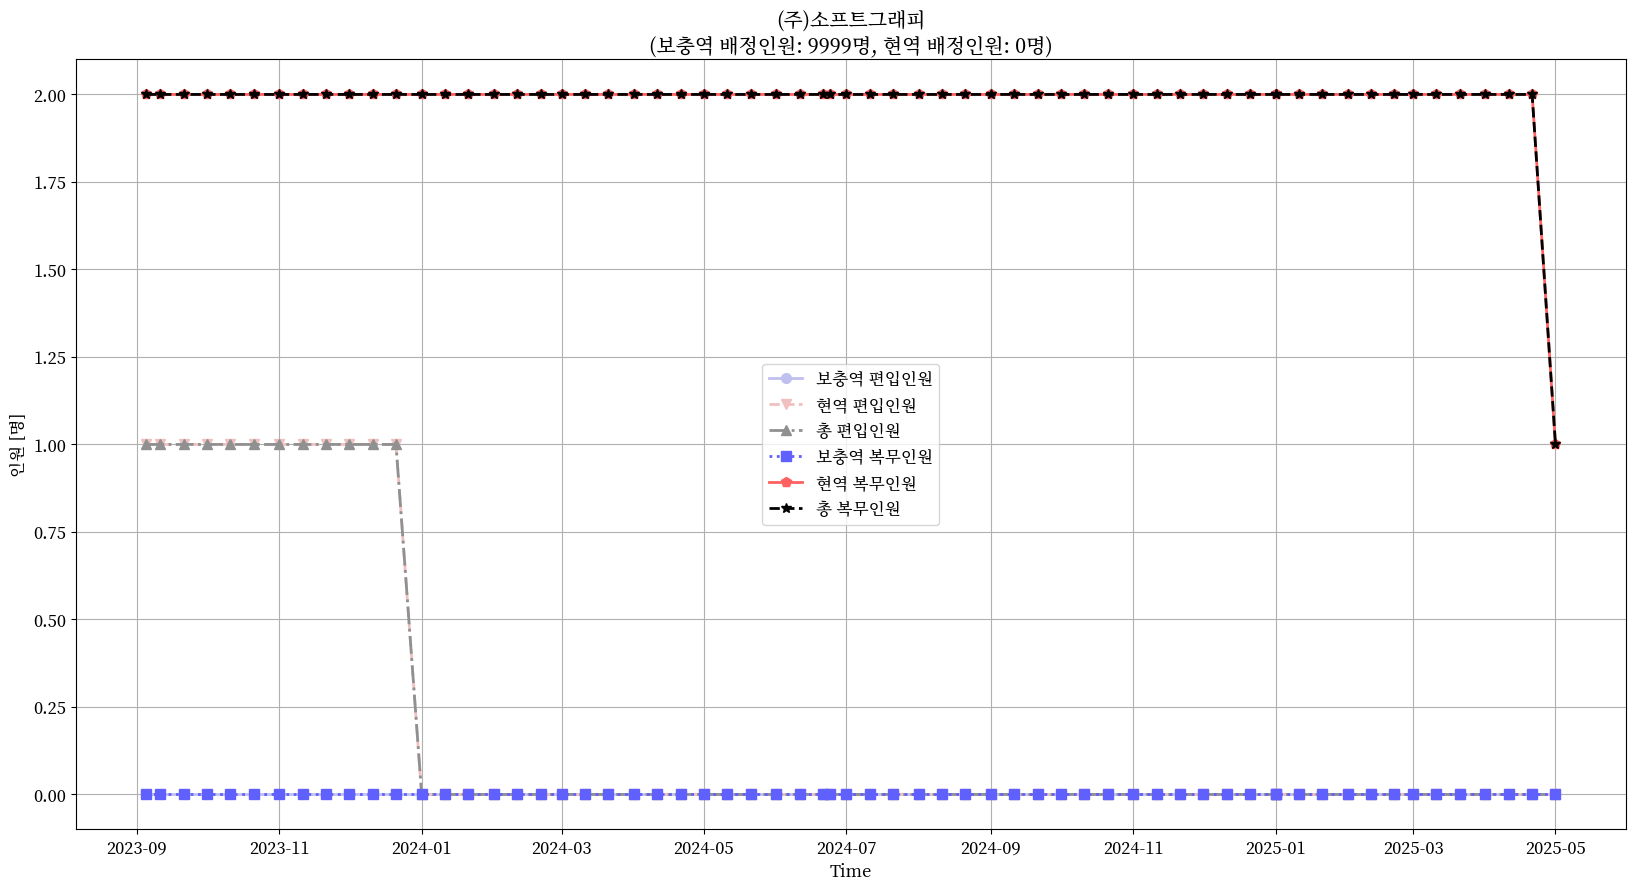 (주)소프트그래피
(보충역 배정인원: 9999명, 현역 배정인원: 0명)
2.00
1.75
1.50
1.25
1.00
0.75
0.50
0.25
0.00
인원 [명]
보충역 편입인원
현역 편입인원
총 편입인원
보충역 복무인원
현역 복무인원
총 복무인원
2023-09 2023-11 2024-01 2024-03 2024-05 2024-07 2024-09 2024-11 2025-01 2025-03 2025-05
Time